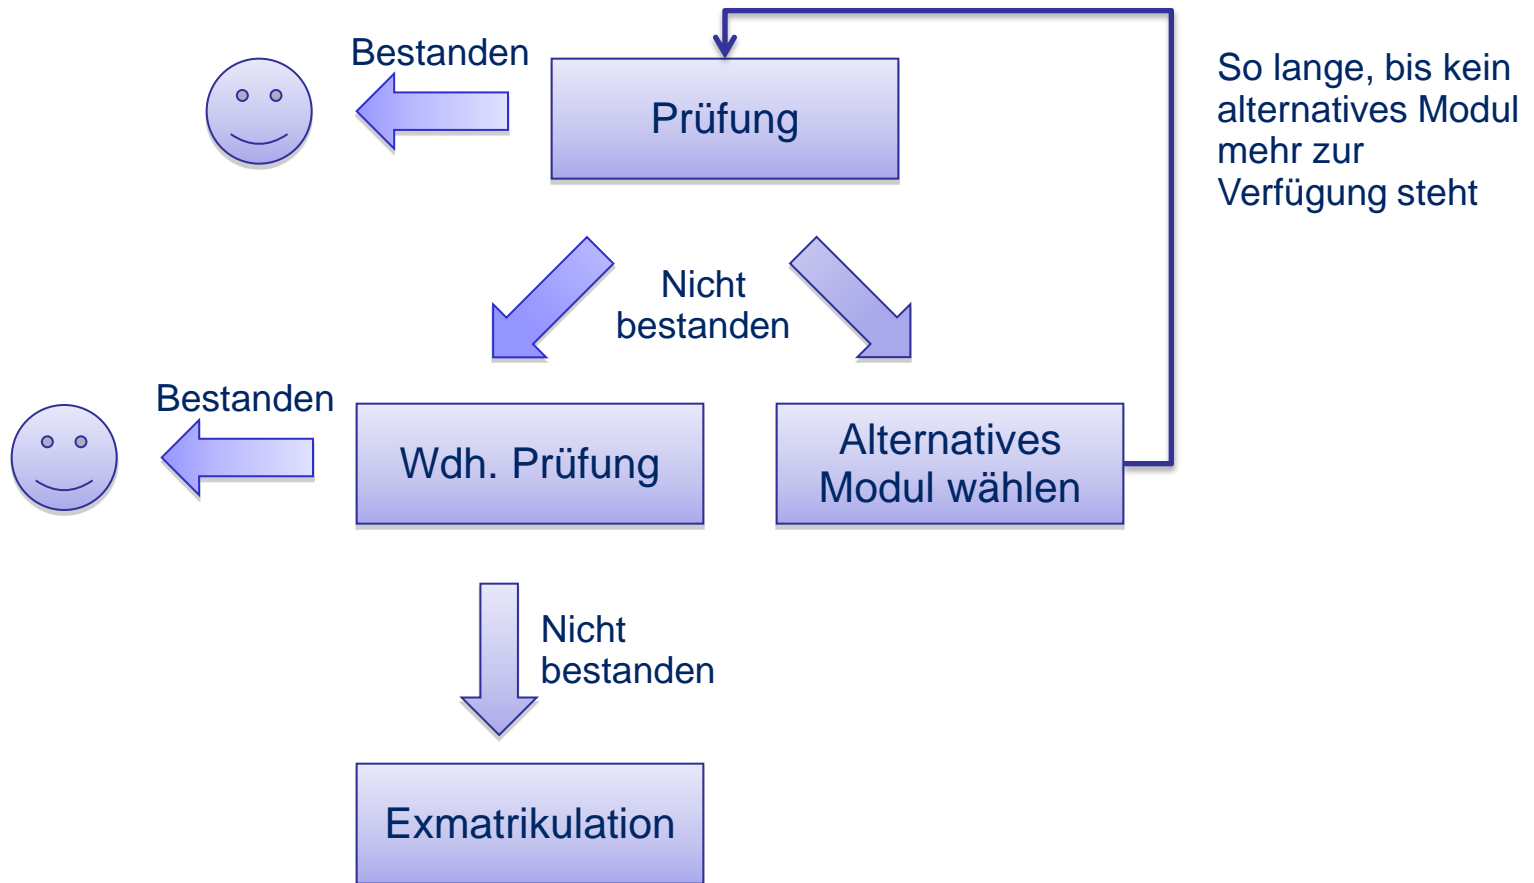 Bestanden
Prüfung
So lange, bis kein
alternatives Modul
mehr zur
Verfügung steht
Nicht
bestanden
Bestanden
Wdh. Prüfung
Alternatives
Modul wählen
Nicht
bestanden
Exmatrikulation